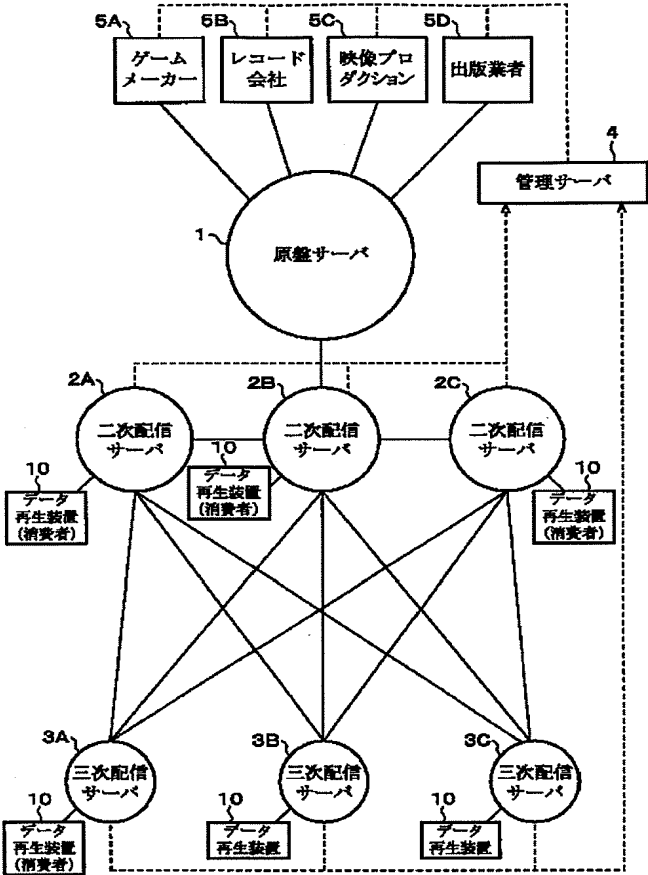 5A
5B
5C
5D
ゲーム
メーカー
レコード
会社
映像プロ
ダクション
出版業者
4
管理サーバ
1
原盤サーバ
2A
2B
2C
二次配信
サーバ
二次配信
サーバ
二次配信
サーバ
10
データ
再生装置
(消費者)
10
データ
再生装置
(消費者)
10
データ
再生装置
(消費者)
3A
3B
3C
三次配信
サーバ
三次配信
サーバ
三次配信
サーバ
10
データ
再生装置
(消費者)
10
データ
再生装置
10
データ
再生装置